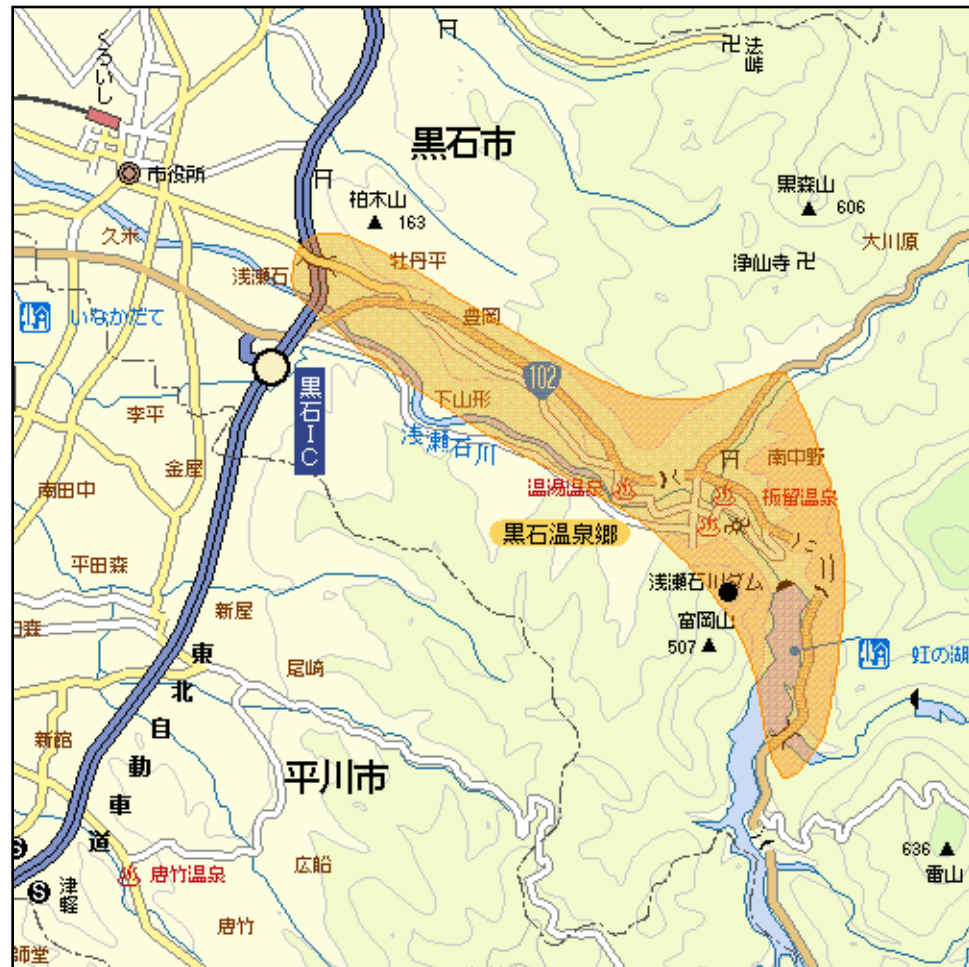 くろいし
市役所
久米
浅瀬石
いなかだて
李平
金屋
南田中
平田森
新屋
尾崎
新館
東北自動車道
唐竹温泉
津軽
唐竹
広船
師堂
平川市
黒石IC
黒石市
柏木山
163
牡丹平
豊岡
102
下山形
浅瀬石川
温湯温泉
黒石温泉郷
法峠
黒森山
606
浄仙寺
大川原
南中野
板留温泉
浅瀬石川ダム
富岡山
507
虹の湖
636
雷山
S
S